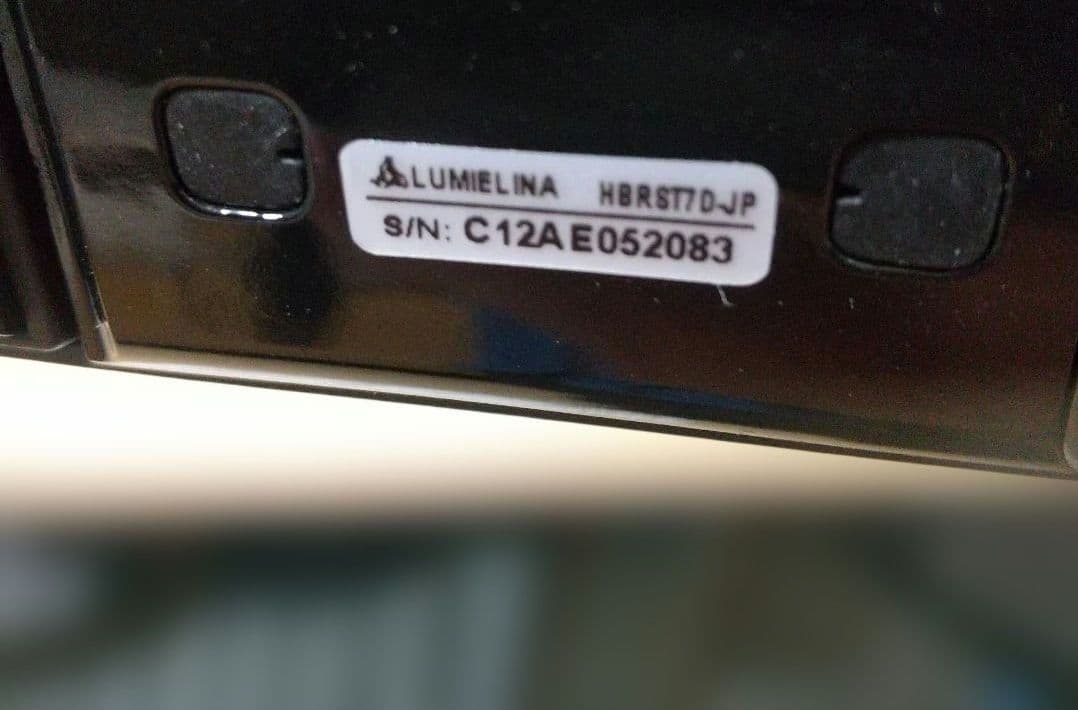 LUMIELINA HBRST7D-JP
S/N: C12AE052083